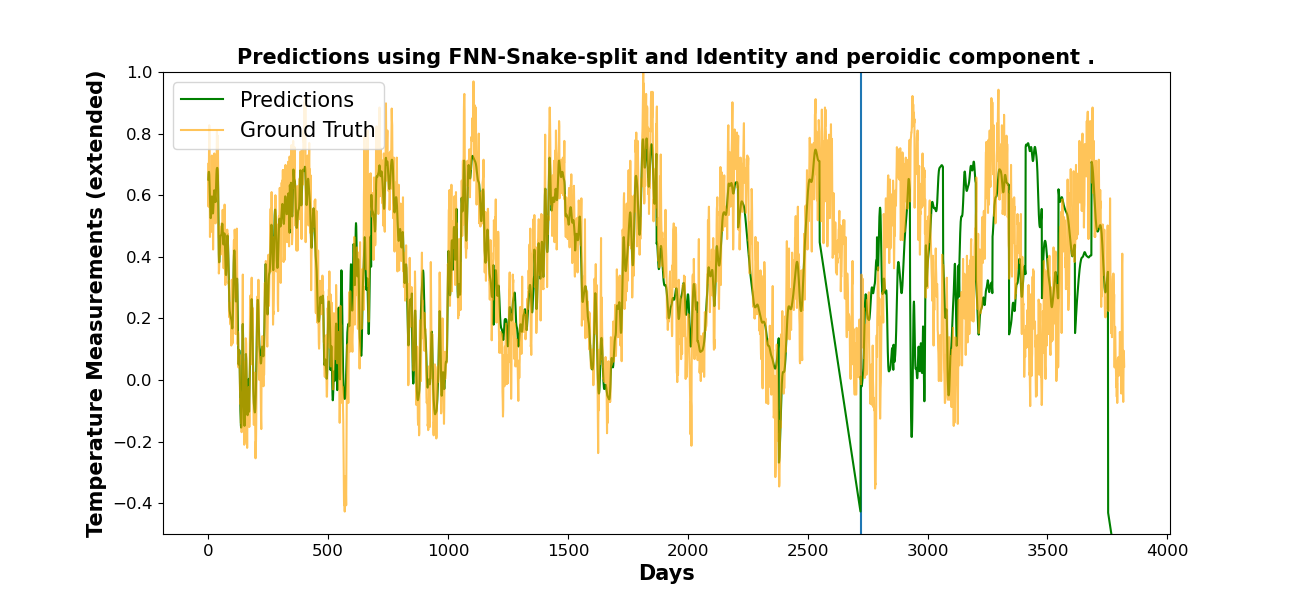 Predictions using FNN-Snake-split and Identity and peroidic component .
Temperature Measurements (extended)
1.0
0.8
0.6
0.4
0.2
0.0
−0.2
−0.4
Predictions
Ground Truth
0 500 1000 1500 2000 2500 3000 3500 4000
Days